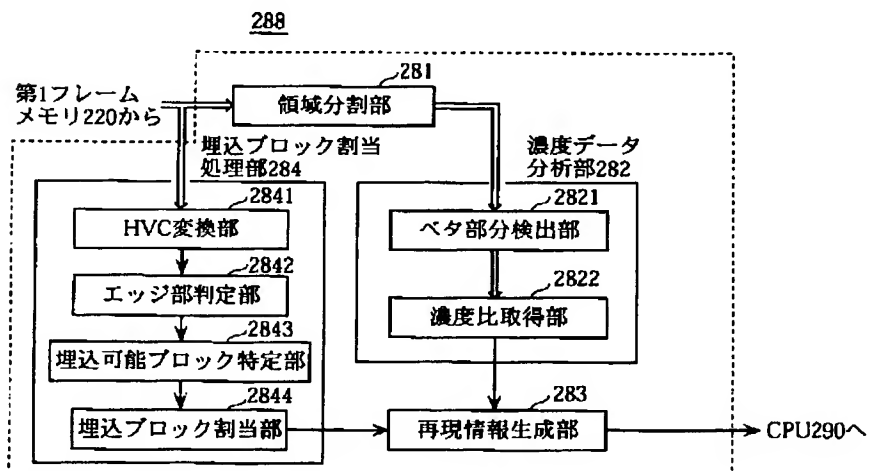 288
281
第1フレーム
メモリ220から
領域分割部
埋込ブロック割当
処理部284
濃度データ
分析部282
2841
HVC変換部
2821
ベタ部分検出部
2842
エッジ部判定部
2822
濃度比取得部
2843
埋込可能ブロック特定部
2844
埋込ブロック割当部
283
再現情報生成部
CPU290へ